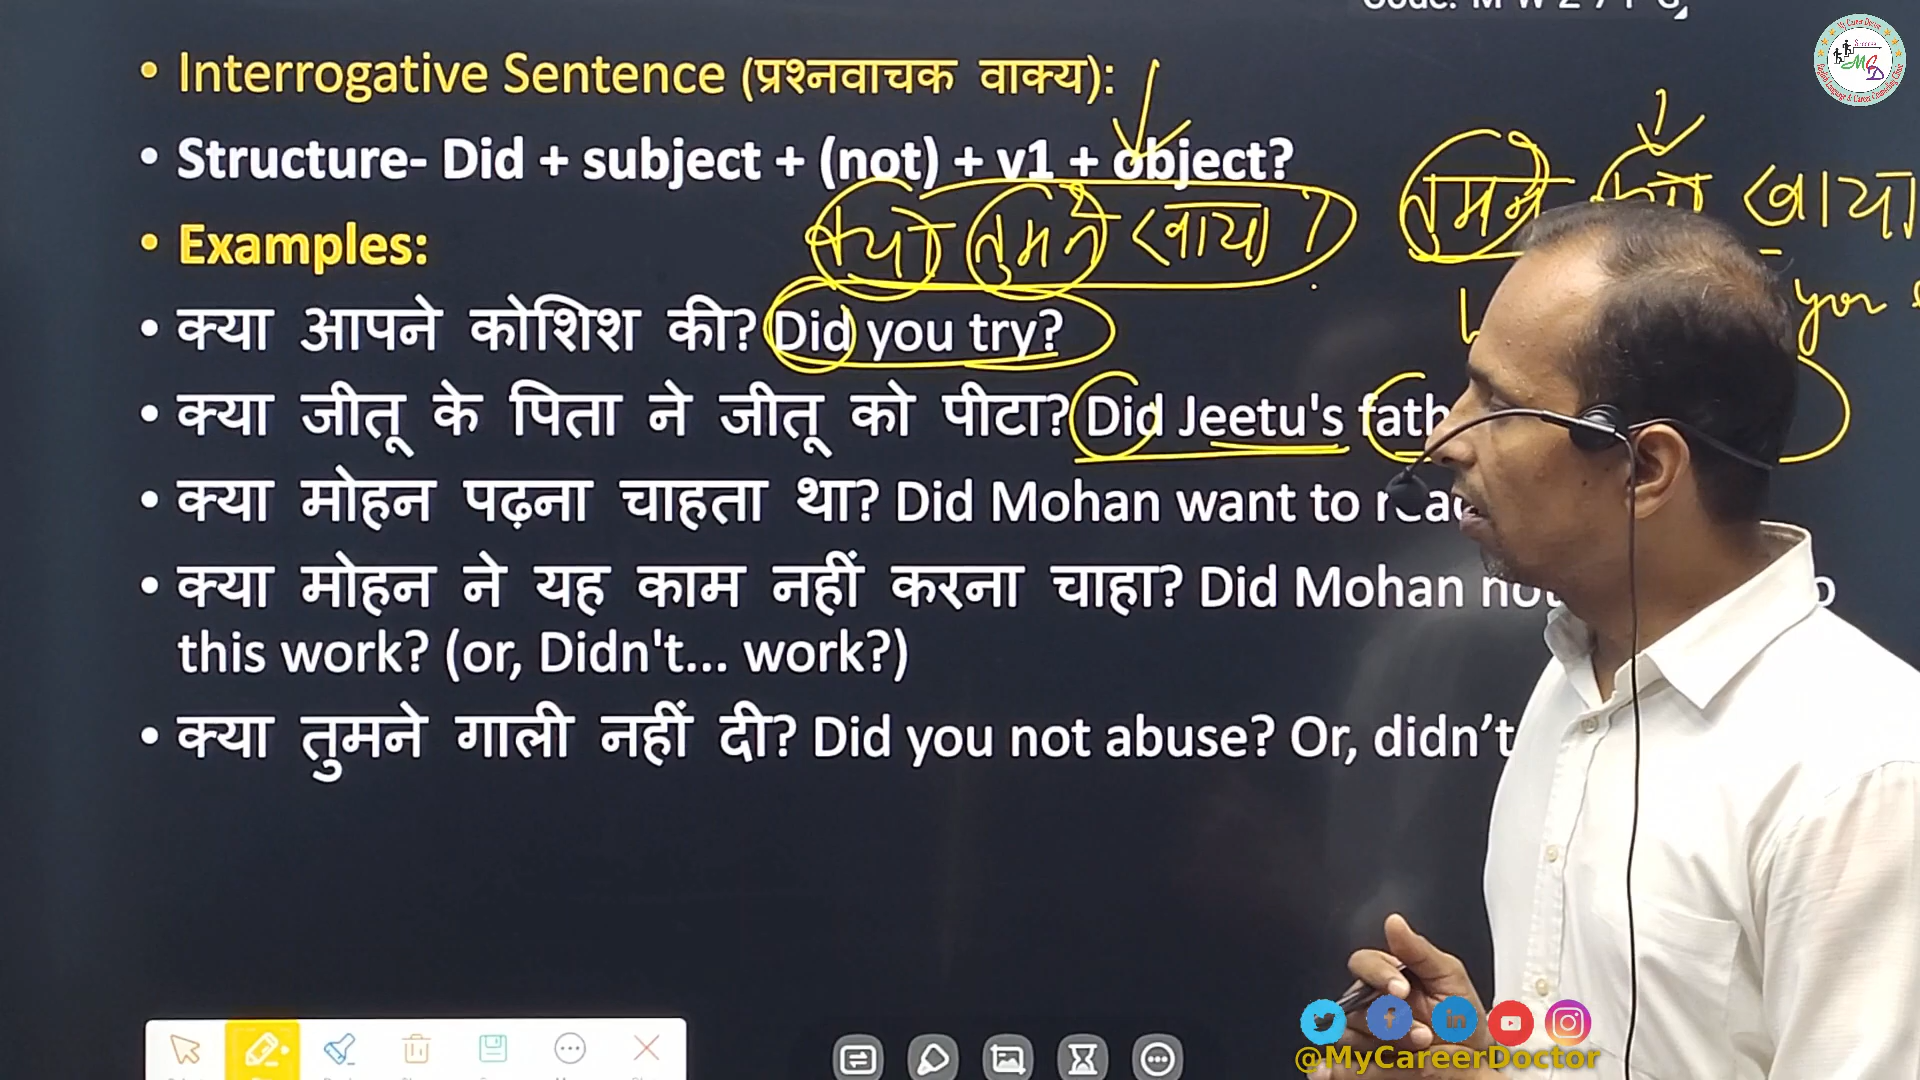 • Interrogative Sentence (प्रश्नवाचक वाक्य):
• Structure- Did + subject + (not) + v1 + object?
तुमने खाया
• Examples:
क्या तुमने खाया ?
you
• क्या आपने कोशिश की? Did you try?
• क्या जीतू के पिता ने जीतू को पीटा? Did Jeetu's
• क्या मोहन पढ़ना चाहता था? Did Mohan want to
• क्या मोहन ने यह काम नहीं करना चाहा? Did Mohan not
this work? (or, Didn't... work?)
• क्या तुमने गाली नहीं दी? Did you not abuse? Or, didn’t
@MyCareerDoctor